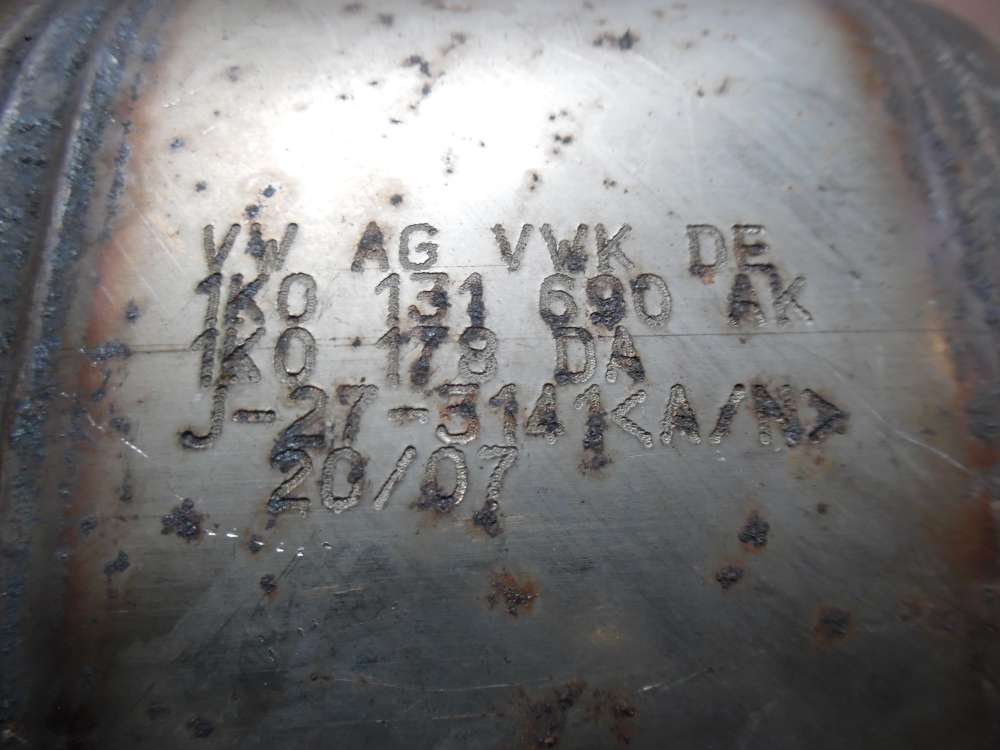 VW AG VWK DE
1K0 131 690 AK
1K0 178 DA
J-27-3141<A/N>
20/07